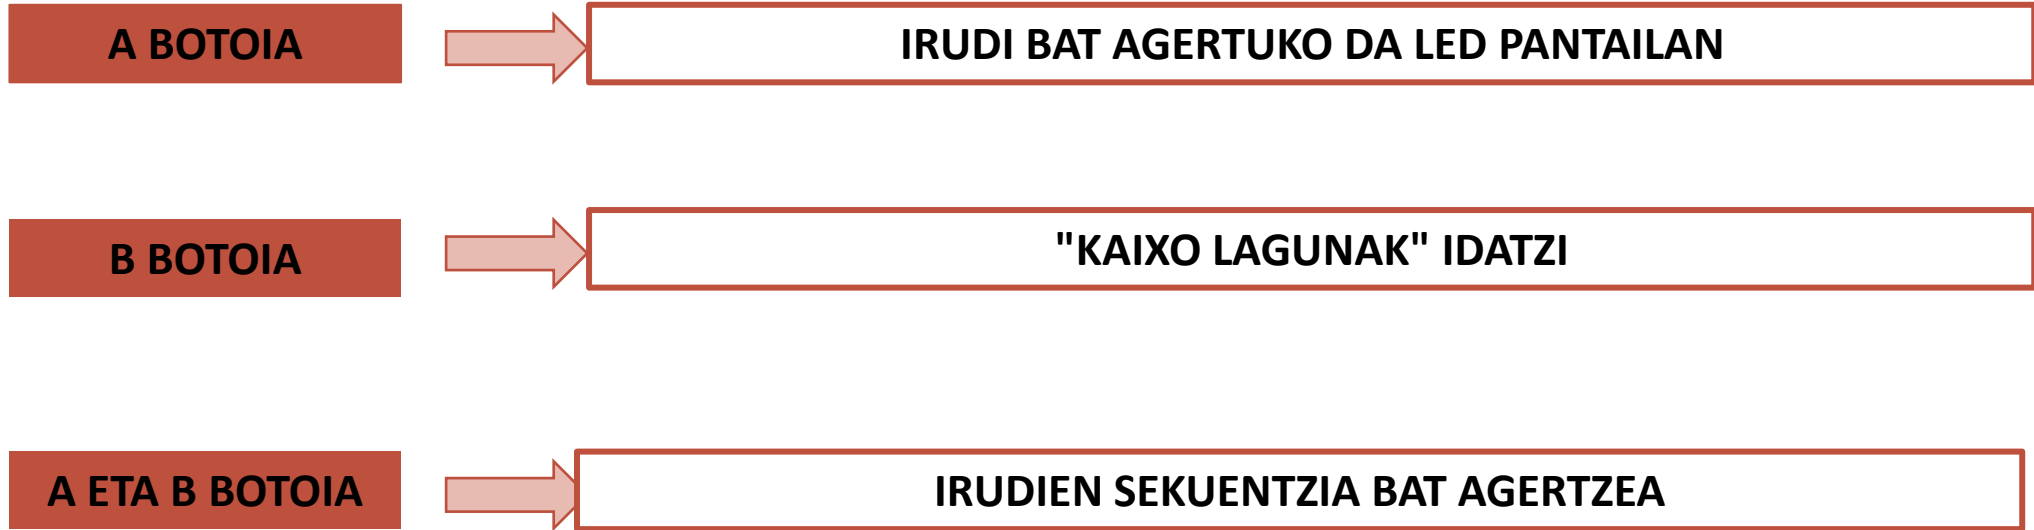 A BOTOIA
IRUDI BAT AGERTUKO DA LED PANTAILAN
B BOTOIA
"KAIXO LAGUNAK" IDATZI
A ETA B BOTOIA
IRUDIEN SEKUENTZIA BAT AGERTZEA